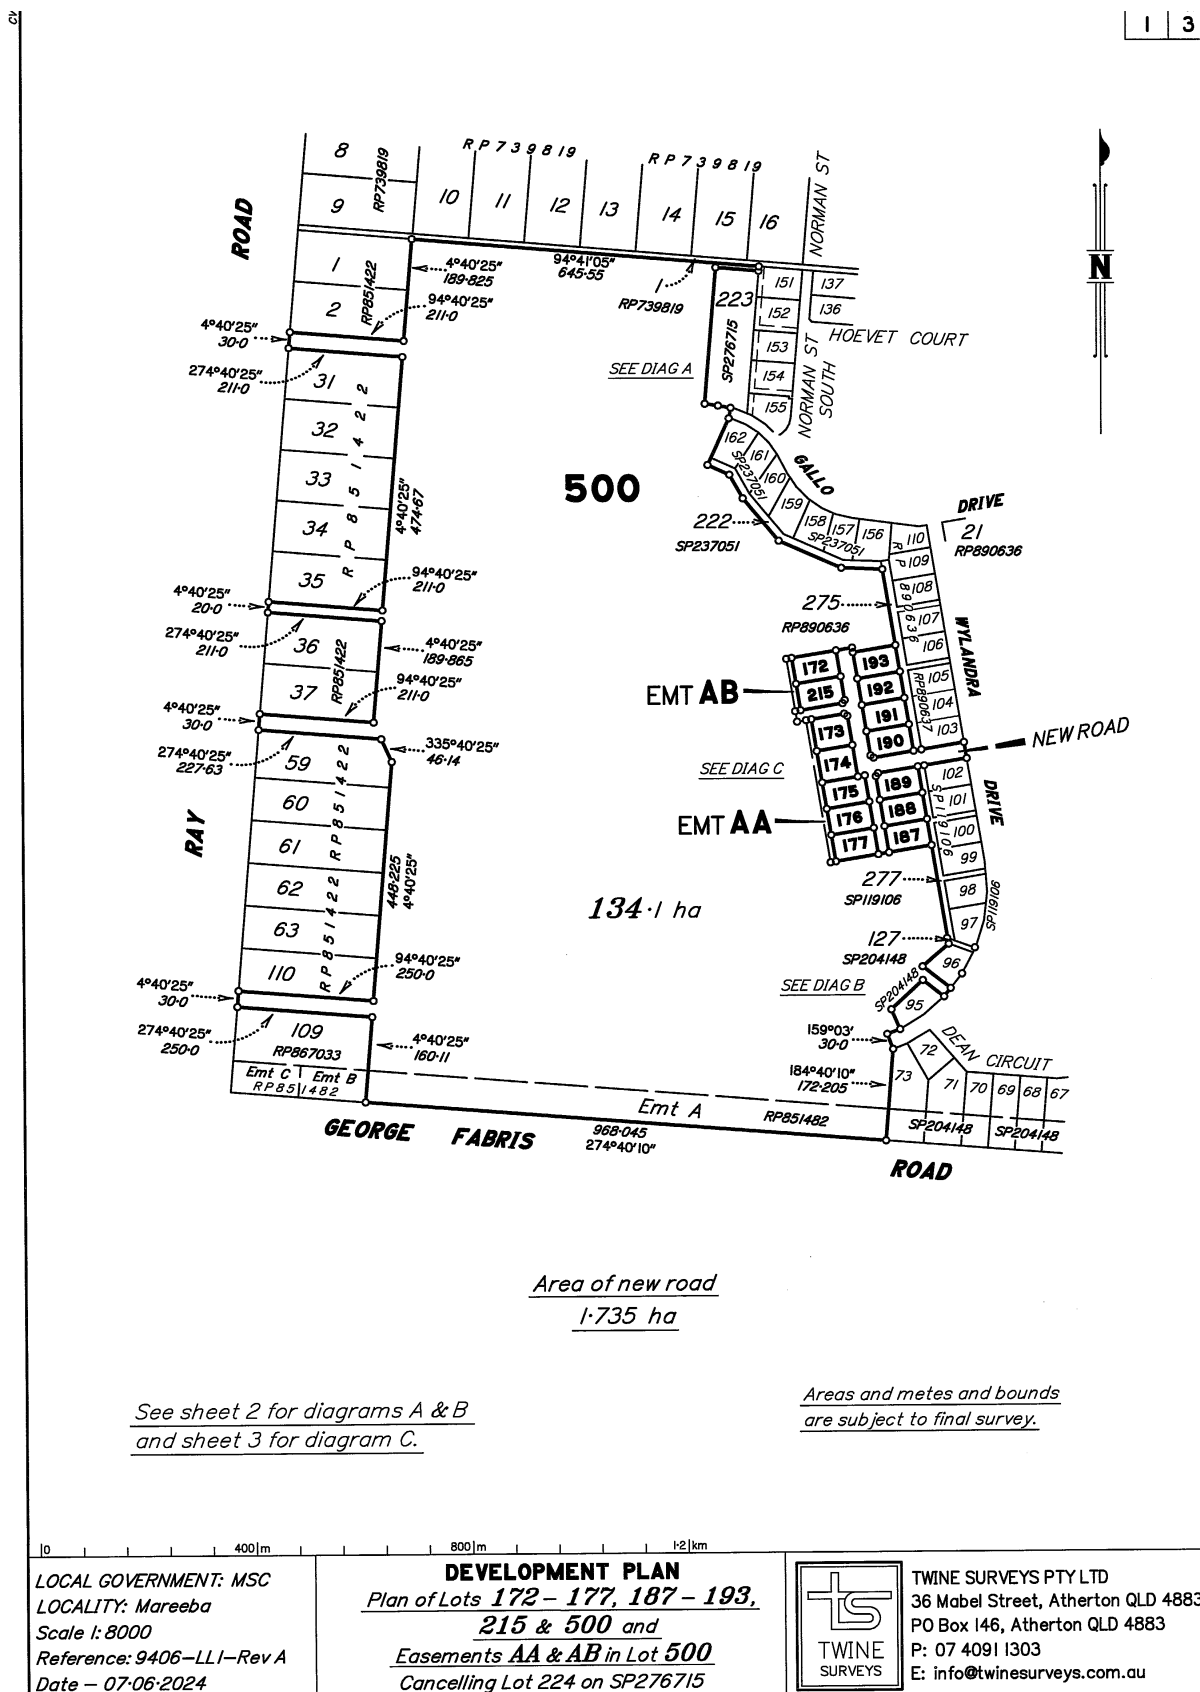 CV
1 3
8
RP739819
9
RP739819
RP739819
10
11
12
13
14
15
16
NORMAN ST
ROAD
1
2
RP851422
4°40'25"
189·825
94°41'05"
645·55
94°40'25"
211·0
1
RP739819
223
SP276715
151
152
153
154
155
137
136
HOEVET COURT
NORMAN ST
SOUTH
4°40'25"
30·0
274°40'25"
211·0
SEE DIAG A
31
32
33
34
35
RP851422
4°40'25"
474·67
500
162
161
160
159
158
157
156
SP237051
SP237051
GALLO
DRIVE
21
RP890636
222
SP237051
110
109
108
107
106
RP890636
275
RP890636
94°40'25"
211·0
4°40'25"
20·0
274°40'25"
211·0
36
37
RP851422
4°40'25"
189·865
94°40'25"
211·0
4°40'25"
30·0
274°40'25"
227·63
335°40'25"
46·14
172
215
193
192
191
190
EMT AB
105
104
103
RP890637
WYLANDRA
NEW ROAD
173
174
175
176
177
189
188
187
SEE DIAG C
EMT AA
102
101
100
99
98
97
SP119106
SP119106
DRIVE
RAY
59
60
61
62
63
110
RP851422
RP851422
448·225
4°40'25"
134·1 ha
277
SP119106
127
SP204148
96
95
SP204148
SEE DIAG B
94°40'25"
250·0
4°40'25"
30·0
274°40'25"
250·0
109
RP867033
4°40'25"
160·11
159°03'
30·0
184°40'10"
172·205
DEAN CIRCUIT
73
72
71
70
69
68
67
Emt C
Emt B
RP851482
Emt A
RP851482
SP204148
SP204148
GEORGE FABRIS
968·045
274°40'10"
ROAD
N
Area of new road
1·735 ha
See sheet 2 for diagrams A & B
and sheet 3 for diagram C.
Areas and metes and bounds
are subject to final survey.
0 400 m 800 m 1·2 km
LOCAL GOVERNMENT: MSC
LOCALITY: Mareeba
Scale 1:8000
Reference: 9406-LL1-Rev A
Date - 07·06·2024
DEVELOPMENT PLAN
Plan of Lots 172 - 177, 187 - 193,
215 & 500 and
Easements AA & AB in Lot 500
Cancelling Lot 224 on SP276715
TWINE
SURVEYS
TWINE SURVEYS PTY LTD
36 Mabel Street, Atherton QLD 4883
PO Box 146, Atherton QLD 4883
P: 07 4091 1303
E: info@twinesurveys.com.au